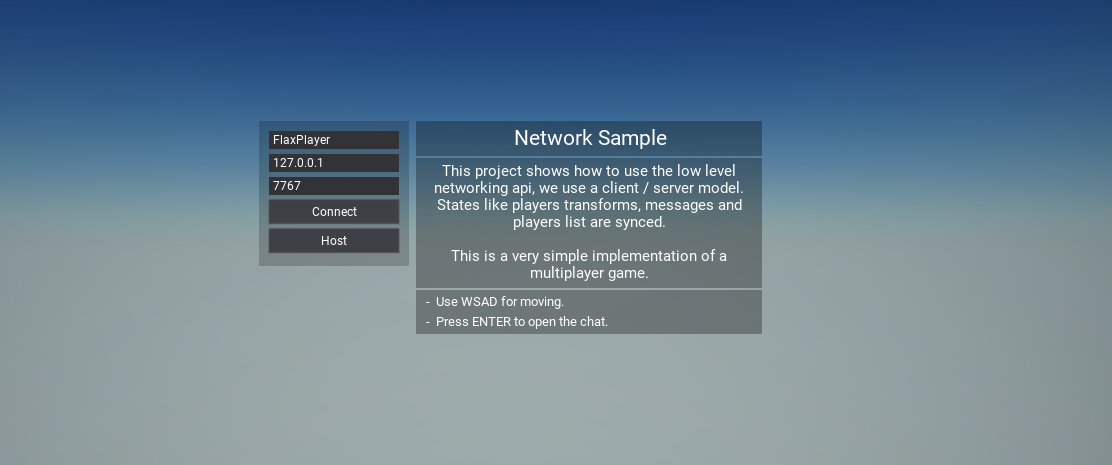 FlaxPlayer
127.0.0.1
7767
Connect
Host
Network Sample
This project shows how to use the low level
networking api, we use a client / server model.
States like players transforms, messages and
players list are synced.
This is a very simple implementation of a
multiplayer game.
- Use WSAD for moving.
- Press ENTER to open the chat.